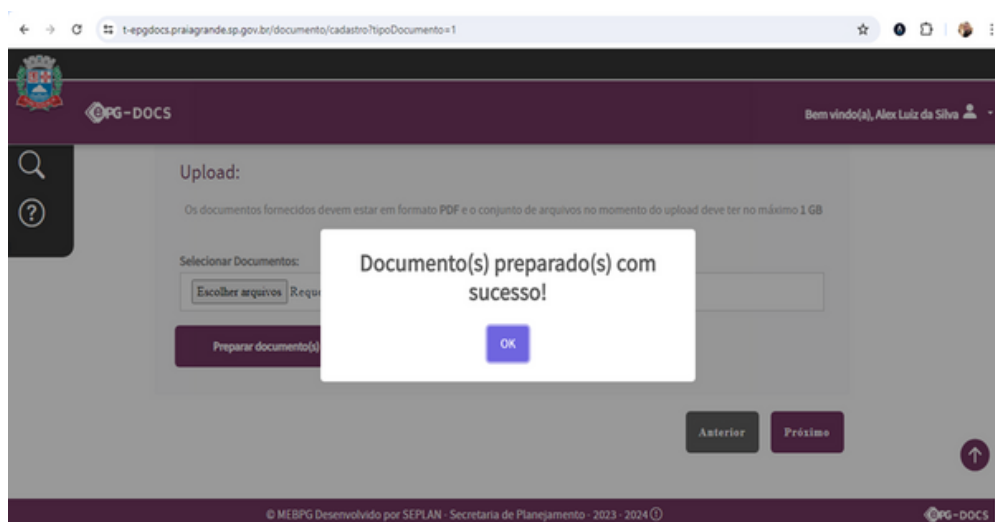 t-epgdocs.praiagrande.sp.gov.br/documento/cadastro?tipoDocumento=1
ePG-DOCS
Bem vindo(a), Alex Luiz da Silva
Upload:
Os documentos fornecidos devem estar em formato PDF e o conjunto de arquivos no momento do upload deve ter no máximo 1 GB
Selecionar Documentos:
Escolher arquivos Reque
Documento(s) preparado(s) com
sucesso!
Preparar documento(s)
OK
Anterior Próximo
© MEBPG Desenvolvido por SEPLAN - Secretaria de Planejamento - 2023 - 2024
ePG-DOCS